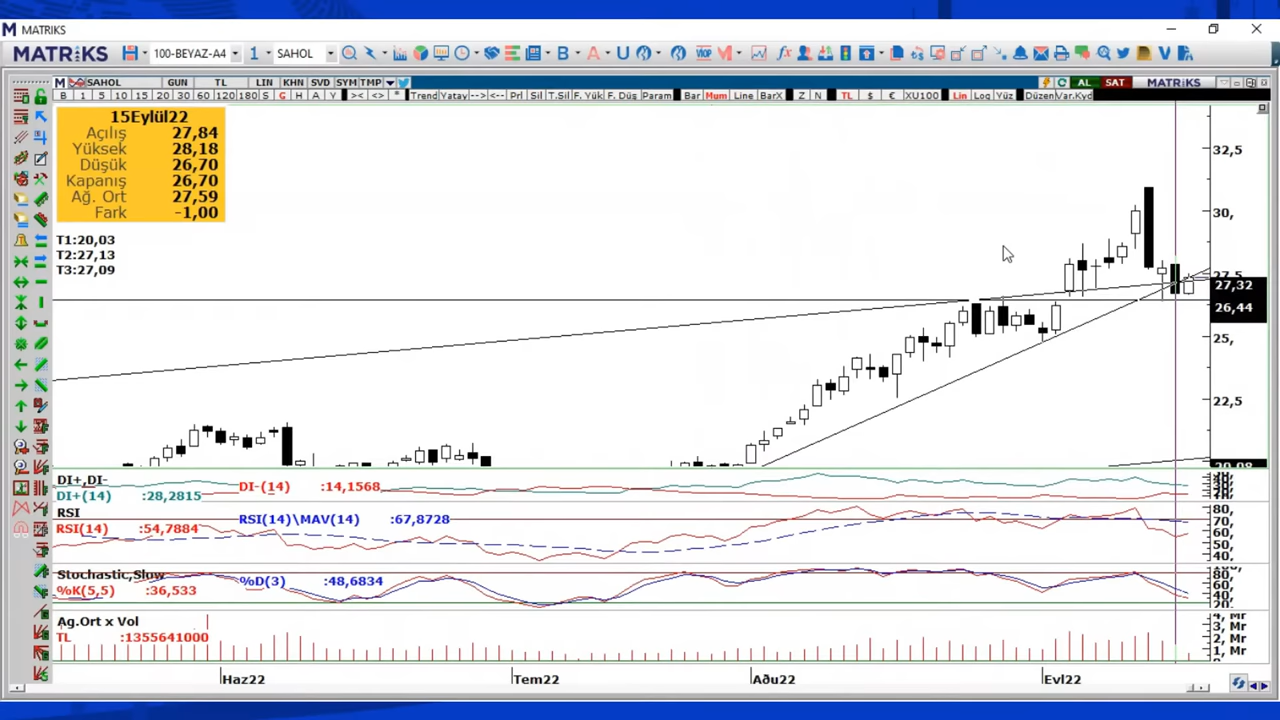 MATRIKS
MATRIKS 100-BEYAZ-A4 1 SAHOL
SAHOL GUN TL LIN KHN SVD SYM TMP AL SAT MATRiKS
B 1 5 10 15 20 30 60 120 180 S G H A Y >< <> * Trend Yatay --> <-- Prl Sil T.Sil F. Yük F. Düş Param Bar Mum Line BarX Z N TL $ € XU100 Lin Log Yüz Düzen Var.Kyd
15Eylül22
Açılış 27,84
Yüksek 28,18
Düşük 26,70
Kapanış 26,70
Ağ. Ort 27,59
Fark -1,00
T1:20,03
T2:27,13
T3:27,09
32,5
30,
27,5
27,32
26,44
25,
22,5
DI+,DI-
DI+(14) :28,2815 DI-(14) :14,1568
RSI
RSI(14) :54,7884 RSI(14)\MAV(14) :67,8728
80,
70,
60,
50,
40,
Stochastic,Slow
%K(5,5) :36,533 %D(3) :48,6834
80,
60,
40,
20,
Ag.Ort x Vol
TL :1355641000
3, Mr
2, Mr
1, Mr
Haz22 Tem22 Aðu22 Evl22